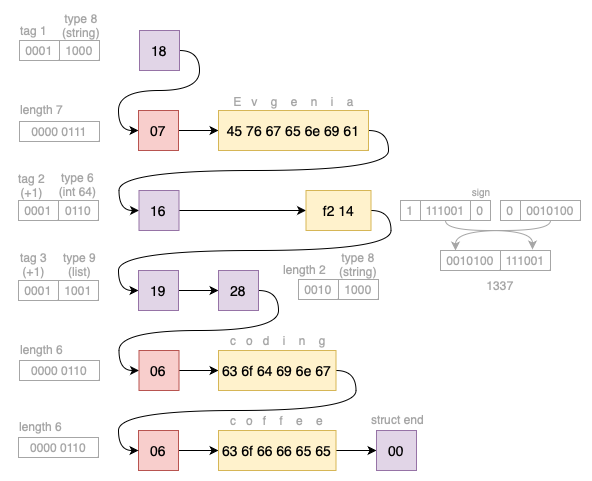 tag 1 type 8 (string)
0001 1000
18
length 7
0000 0111
07
E v g e n i a
45 76 67 65 6e 69 61
tag 2 (+1) type 6 (int 64)
0001 0110
16
f2 14
sign
1 111001 0
0 0010100
0010100 111001
1337
tag 3 (+1) type 9 (list)
0001 1001
19
28
length 2 type 8 (string)
0010 1000
length 6
0000 0110
06
c o d i n g
63 6f 64 69 6e 67
length 6
0000 0110
06
c o f f e e
63 6f 66 66 65 65
struct end
00